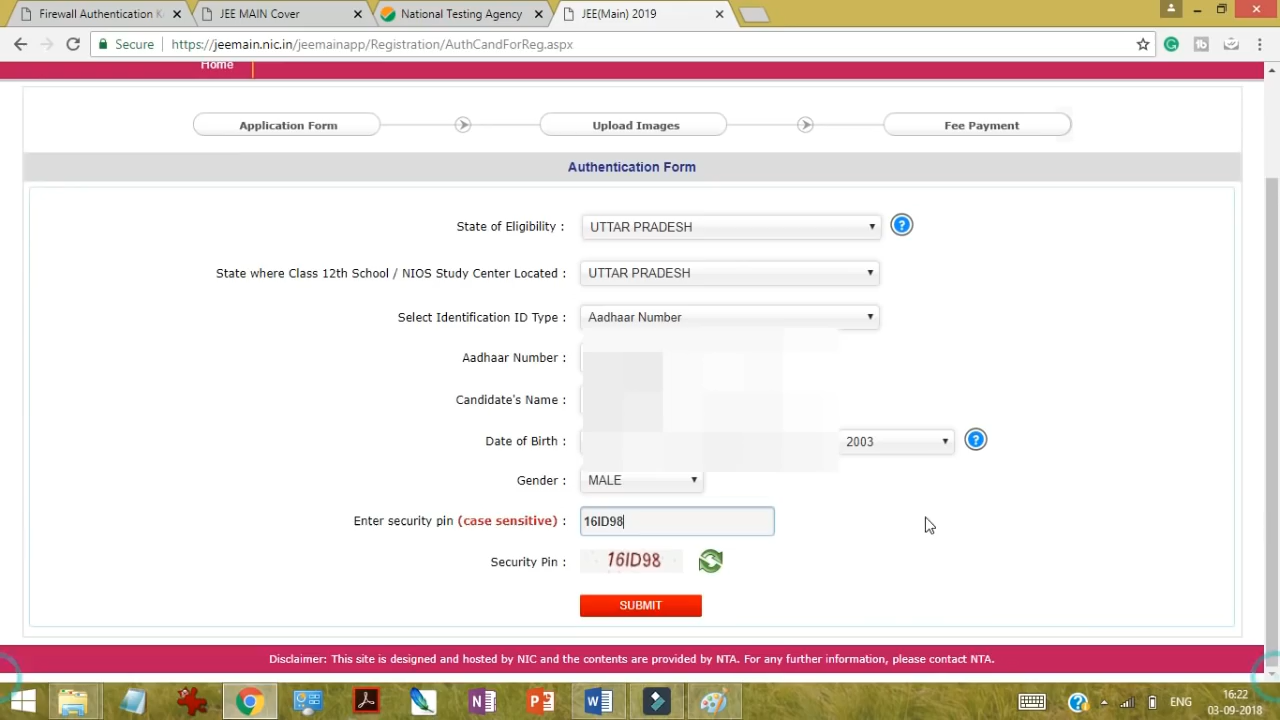 Firewall Authentication K
JEE MAIN Cover
National Testing Agency
JEE(Main) 2019
Secure
https://jeemain.nic.in/jeemainapp/Registration/AuthCandForReg.aspx
Home
Application Form
Upload Images
Fee Payment
Authentication Form
State of Eligibility : UTTAR PRADESH ?
State where Class 12th School / NIOS Study Center Located : UTTAR PRADESH
Select Identification ID Type : Aadhaar Number
Aadhaar Number :
Candidate's Name :
Date of Birth : 2003 ?
Gender : MALE
Enter security pin (case sensitive) : 16ID98
Security Pin : 16ID98
SUBMIT
Disclaimer: This site is designed and hosted by NIC and the contents are provided by NTA. For any further information, please contact NTA.
ENG
16:22
03-09-2018